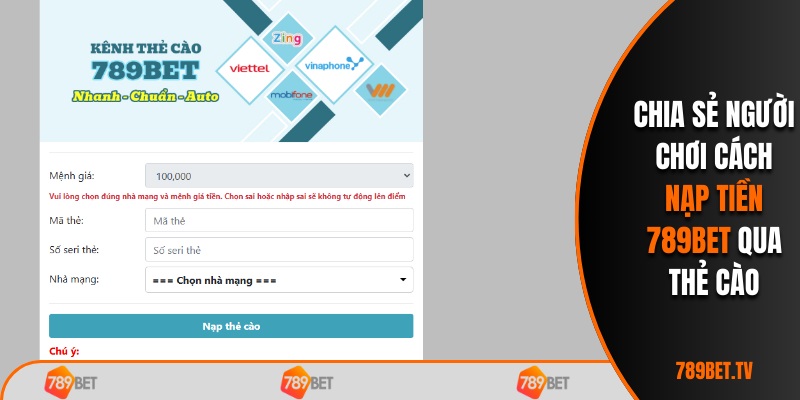 KÊNH THẺ CÀO
789BET
Nhanh - Chuẩn - Auto
Zing
viettel
vinaphone
mobifone
Mệnh giá:
100,000
Vui lòng chọn đúng nhà mạng và mệnh giá tiền. Chọn sai hoặc nhập sai sẽ không tự động lên điểm
Mã thẻ:
Mã thẻ
Số seri thẻ:
Số seri thẻ
Nhà mạng:
=== Chọn nhà mạng ===
Nạp thẻ cào
Chú ý:
789BET
789BET
789BET
CHIA SẺ NGƯỜI
CHƠI CÁCH
NẠP TIỀN
789BET QUA
THẺ CÀO
789BET.TV